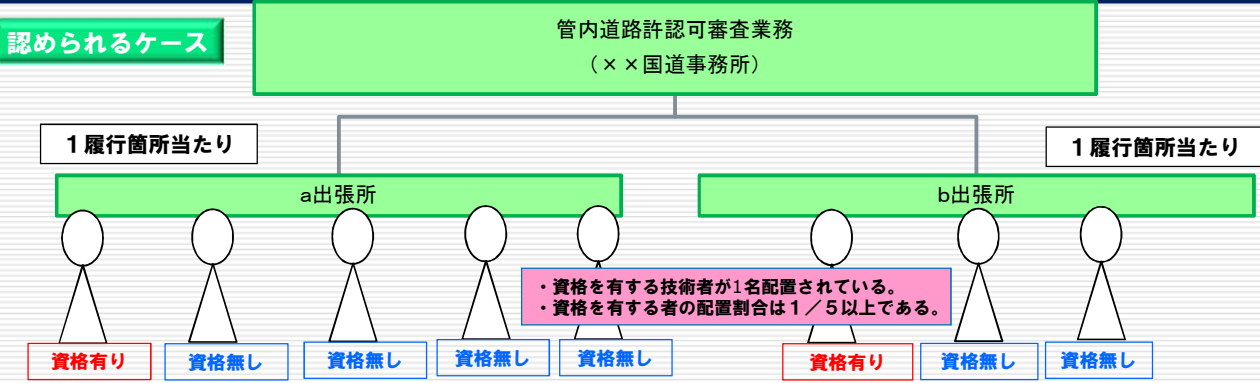 認められるケース
管内道路許認可審査業務
（××国道事務所）
１履行箇所当たり
１履行箇所当たり
a出張所
b出張所
・資格を有する技術者が1名配置されている。
・資格を有する者の配置割合は１／５以上である。
資格有り
資格無し
資格無し
資格無し
資格無し
資格有り
資格無し
資格無し